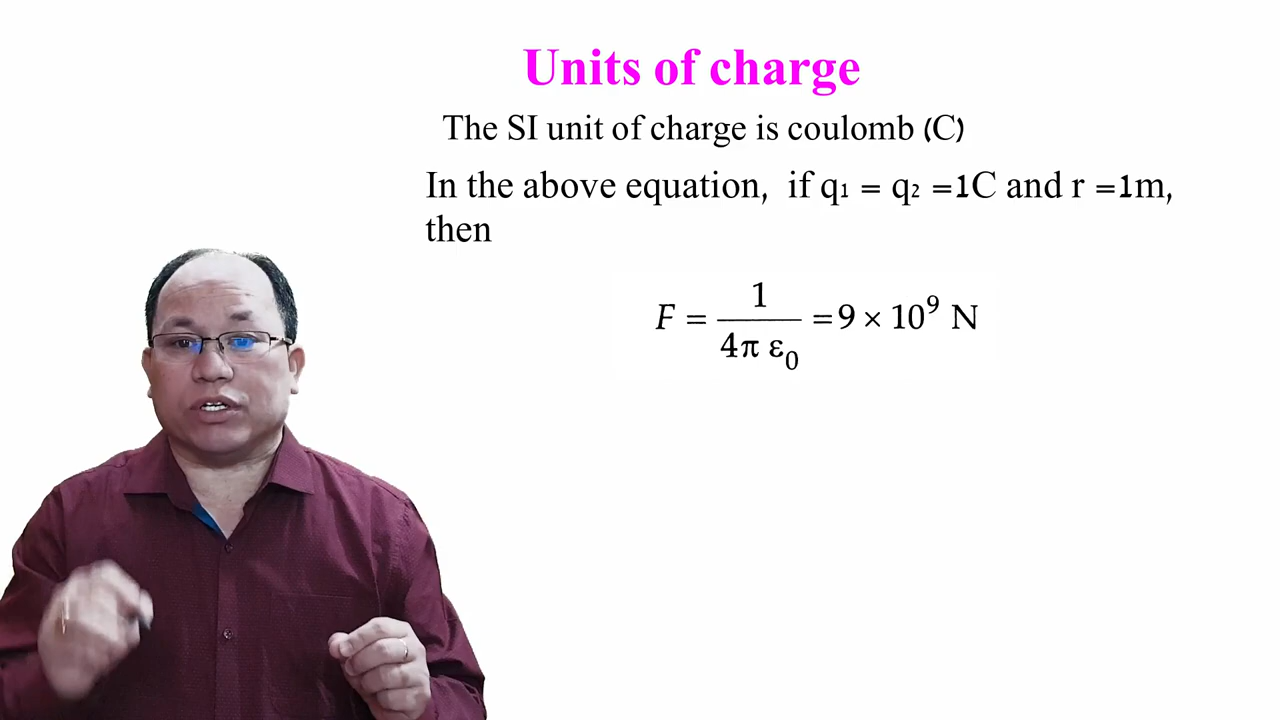 Units of charge
The SI unit of charge is coulomb (C)
In the above equation, if q₁ = q₂ =1C and r =1m,
then
F = 1/(4π ε₀) = 9 × 10⁹ N